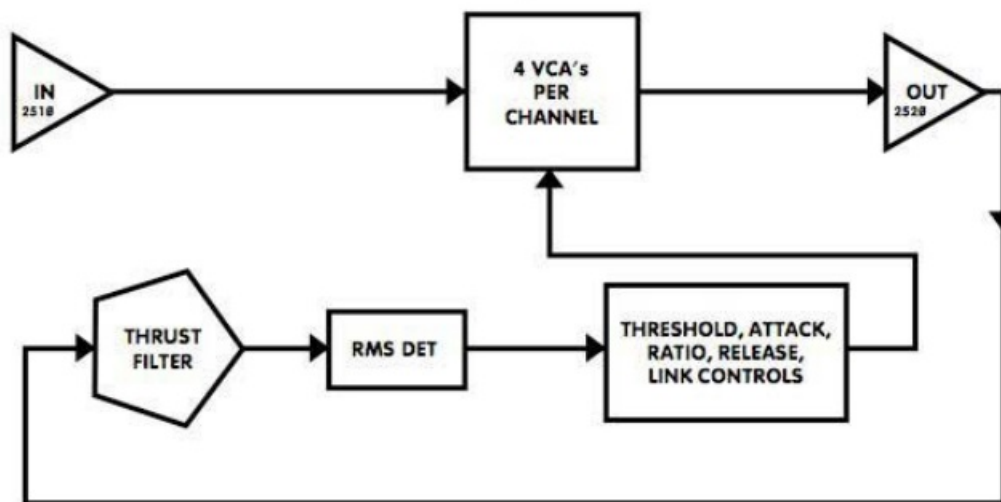 IN
2510
4 VCA's
PER
CHANNEL
OUT
2520
THRUST
FILTER
RMS DET
THRESHOLD, ATTACK,
RATIO, RELEASE,
LINK CONTROLS